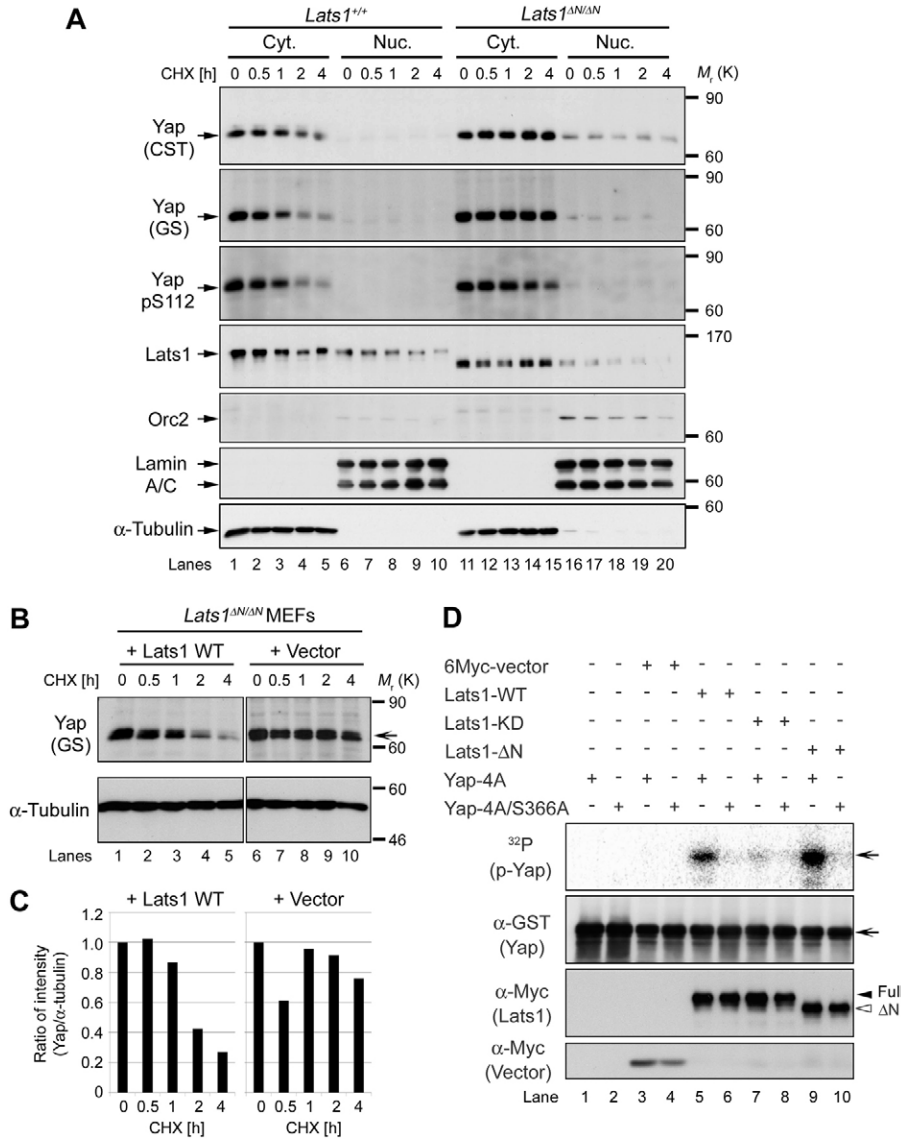 A
Lats1+/+ Lats1ΔN/ΔN
Cyt. Nuc. Cyt. Nuc.
CHX [h] 0 0.5 1 2 4 0 0.5 1 2 4 0 0.5 1 2 4 0 0.5 1 2 4 Mr (K)
90
Yap
(CST)
60
90
Yap
(GS)
60
90
Yap
pS112
60
170
Lats1
Orc2
60
Lamin
A/C
60
60
α-Tubulin
Lanes 1 2 3 4 5 6 7 8 9 10 11 12 13 14 15 16 17 18 19 20
B
Lats1ΔN/ΔN MEFs
+ Lats1 WT + Vector
CHX [h] 0 0.5 1 2 4 0 0.5 1 2 4 Mr (K)
90
Yap
(GS)
60
60
α-Tubulin
46
Lanes 1 2 3 4 5 6 7 8 9 10
C
+ Lats1 WT + Vector
Ratio of intensity
(Yap/α-tubulin)
1.2
1.0
0.8
0.6
0.4
0.2
0
0 0.5 1 2 4 0 0.5 1 2 4
CHX [h] CHX [h]
D
6Myc-vector - - + + - - - - - -
Lats1-WT - - - - + + - - - -
Lats1-KD - - - - - - + + - -
Lats1-ΔN - - - - - - - - + +
Yap-4A + - + - + - + - + -
Yap-4A/S366A - + - + - + - + - +
32P
(p-Yap)
α-GST
(Yap)
α-Myc
(Lats1)
Full
ΔN
α-Myc
(Vector)
Lane 1 2 3 4 5 6 7 8 9 10